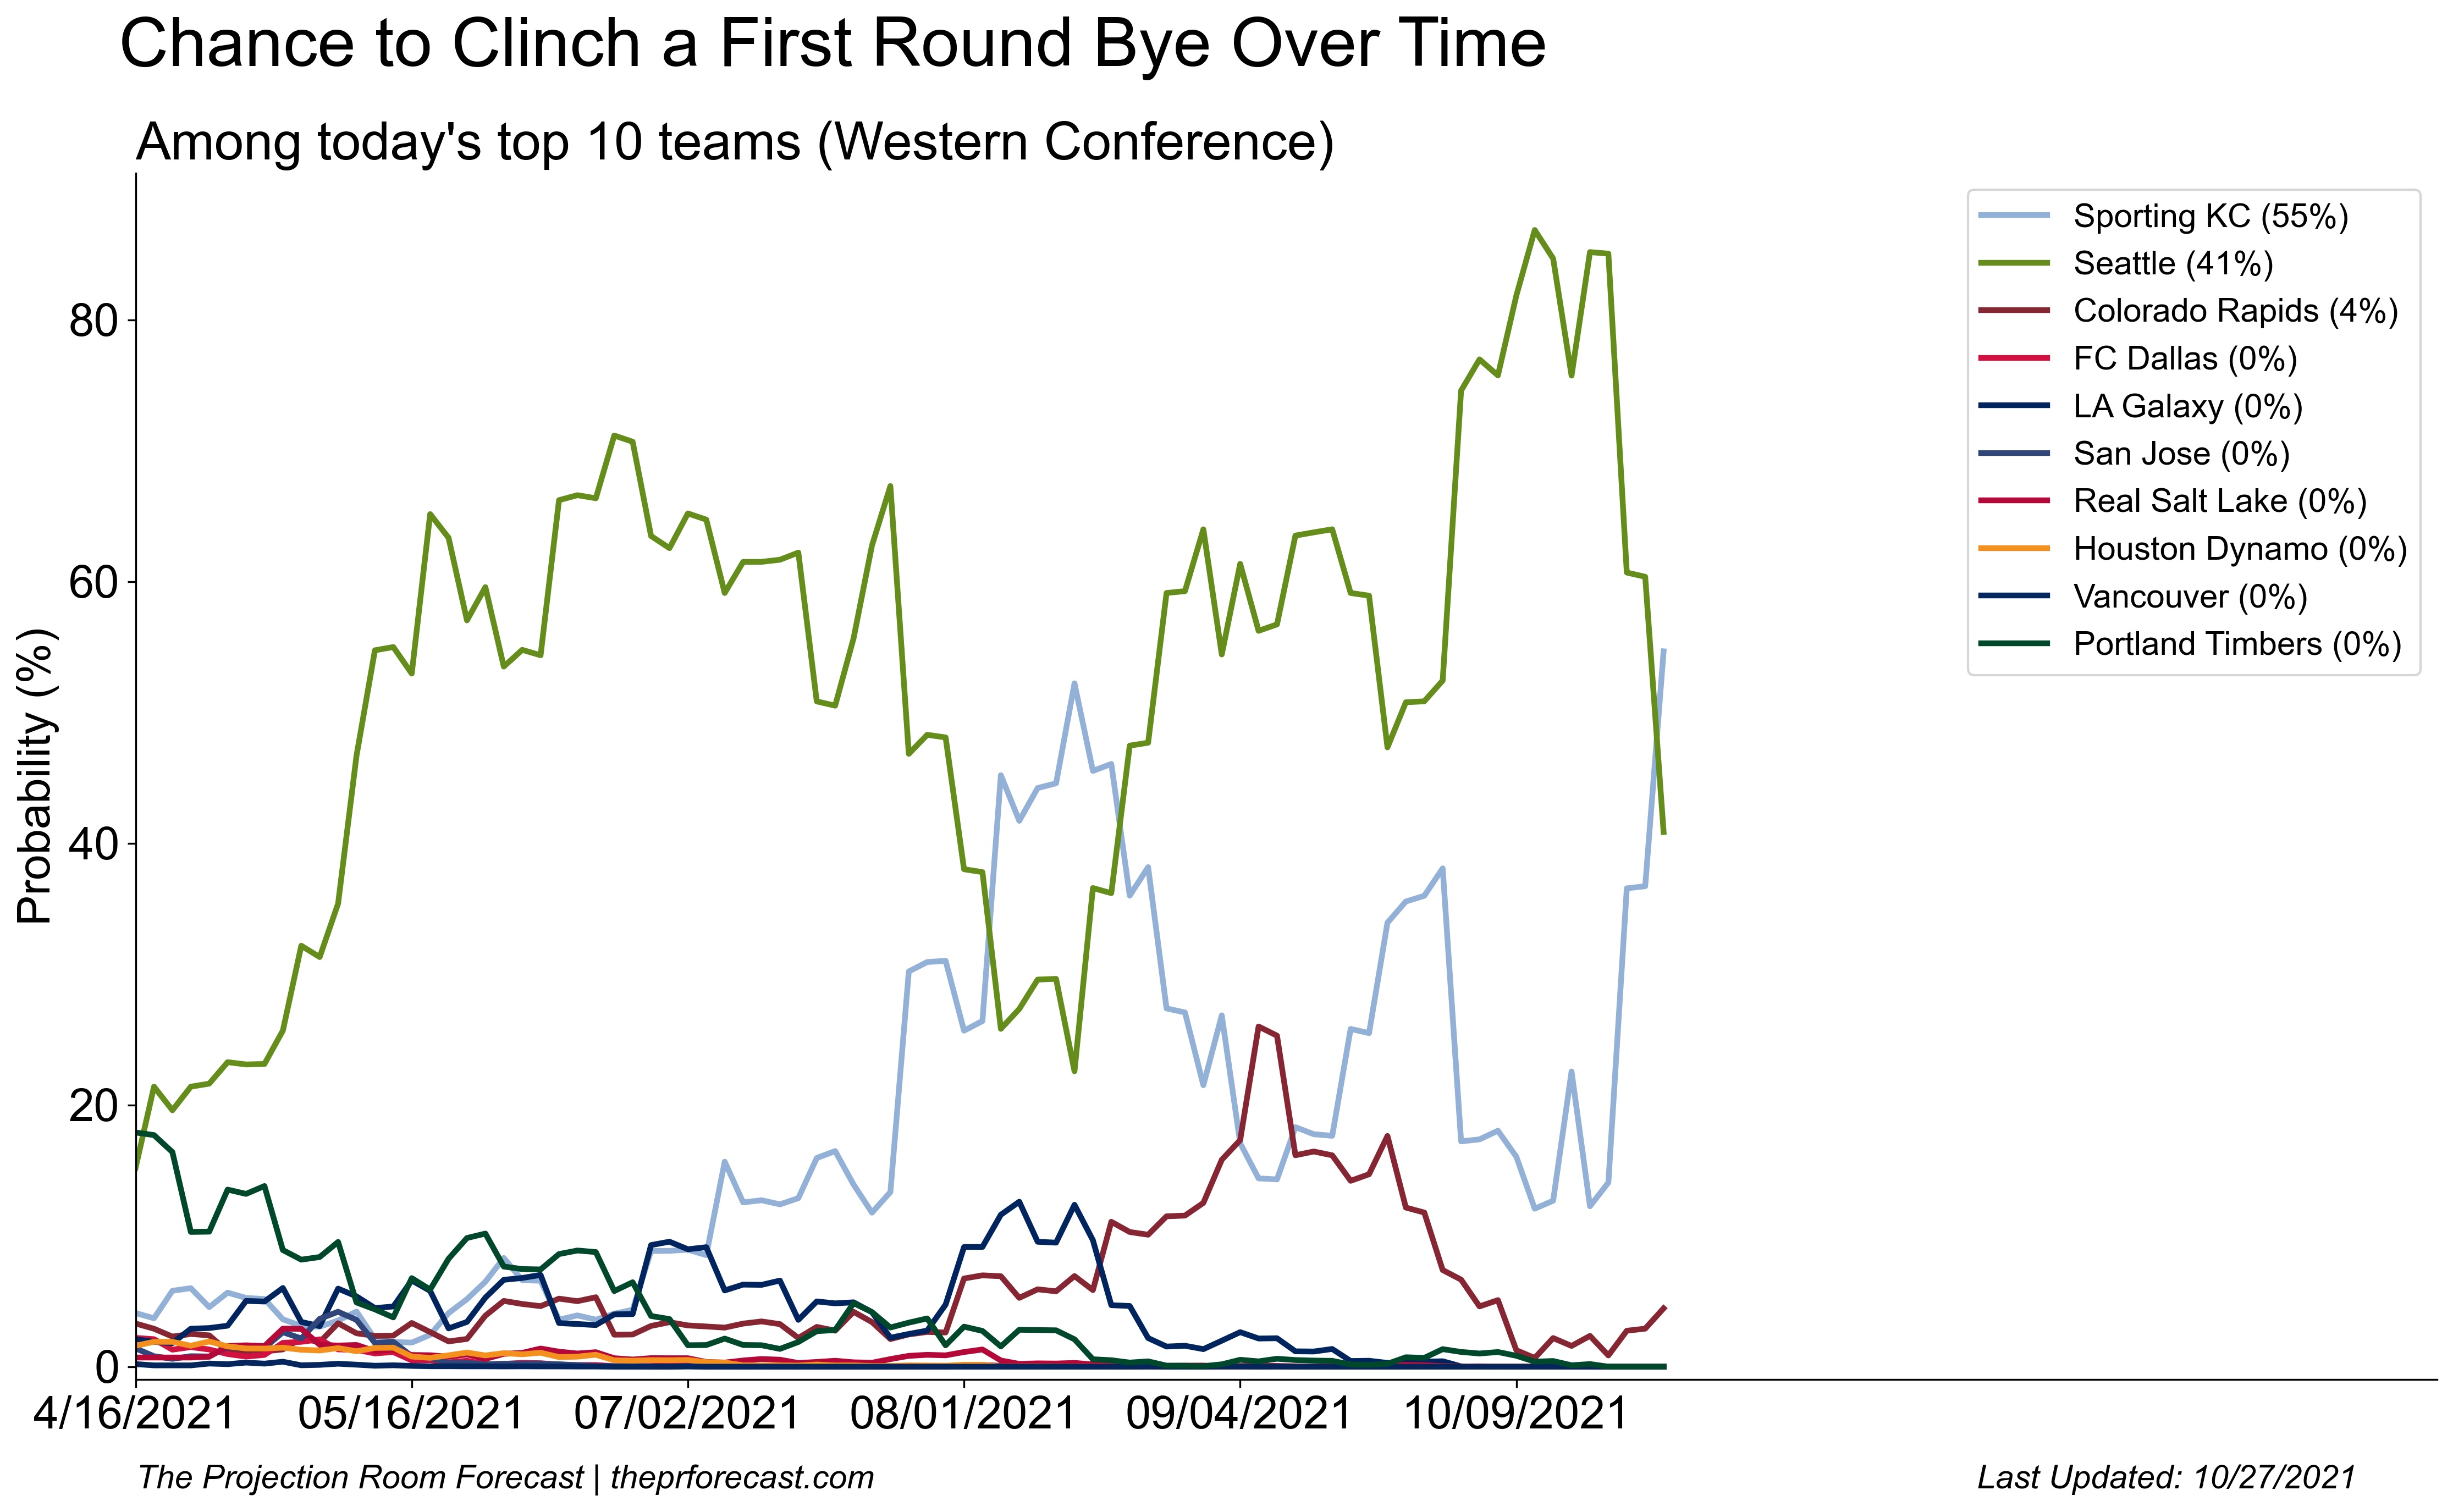 Chance to Clinch a First Round Bye Over Time
Among today's top 10 teams (Western Conference)
Probability (%)
80
60
40
20
0
4/16/2021
05/16/2021
07/02/2021
08/01/2021
09/04/2021
10/09/2021
Sporting KC (55%)
Seattle (41%)
Colorado Rapids (4%)
FC Dallas (0%)
LA Galaxy (0%)
San Jose (0%)
Real Salt Lake (0%)
Houston Dynamo (0%)
Vancouver (0%)
Portland Timbers (0%)
The Projection Room Forecast | theprforecast.com
Last Updated: 10/27/2021